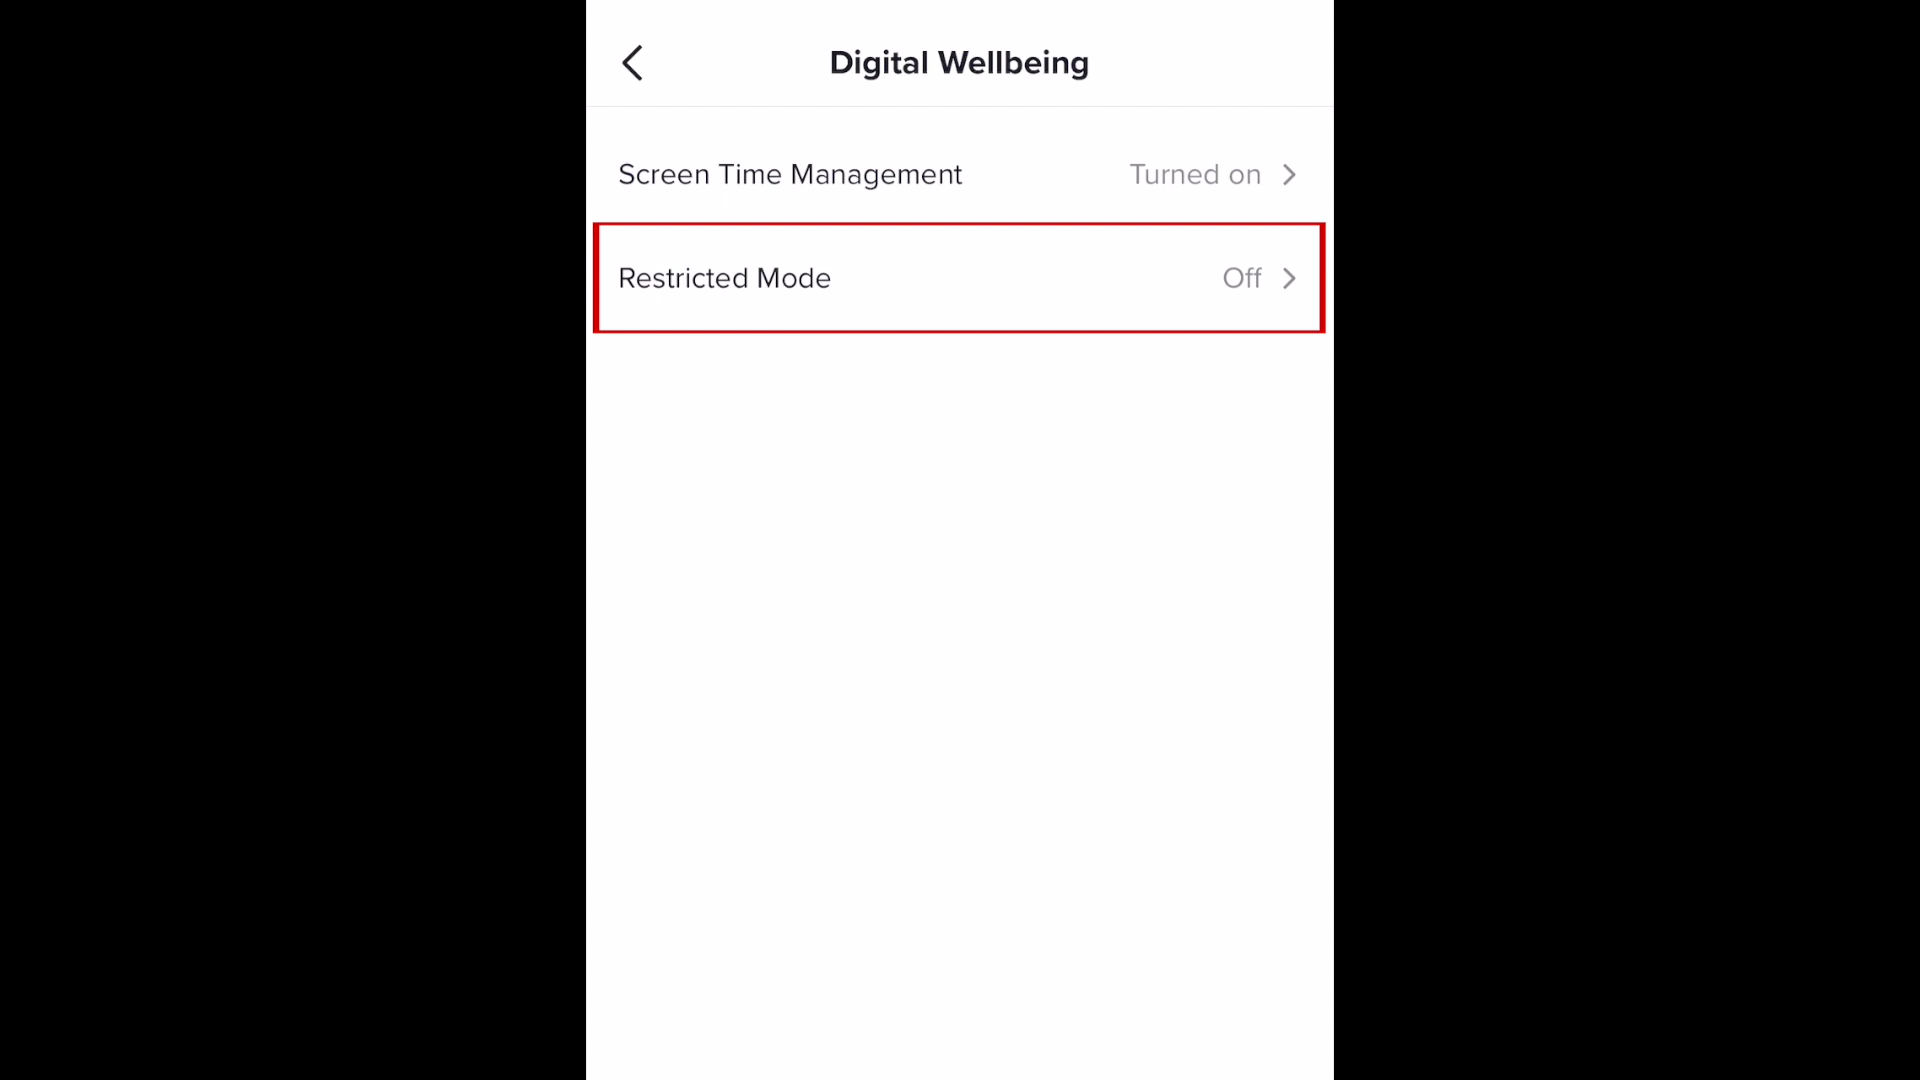 Digital Wellbeing
Screen Time Management Turned on
Restricted Mode Off